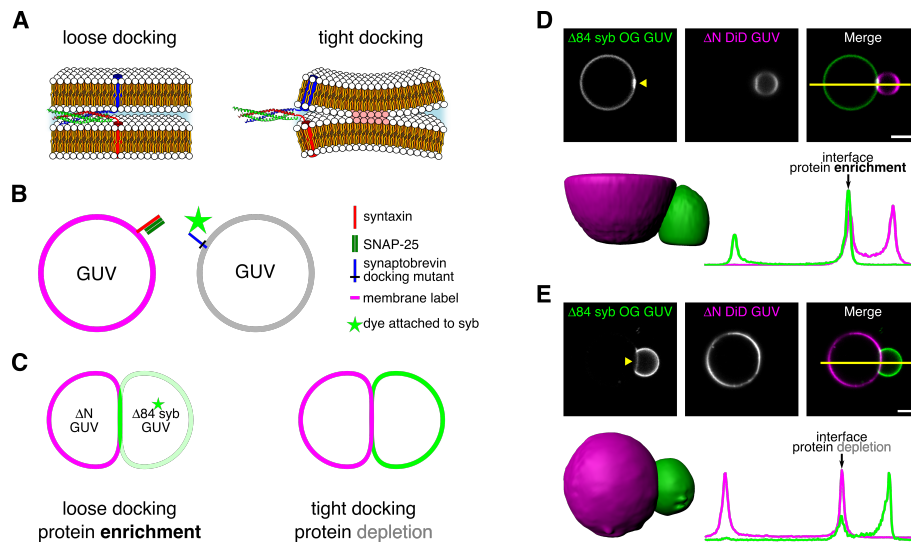 A
loose docking
tight docking
B
GUV
GUV
syntaxin
SNAP-25
synaptobrevin
docking mutant
membrane label
dye attached to syb
C
ΔN
GUV
Δ84 syb
GUV
loose docking
protein enrichment
tight docking
protein depletion
D
Δ84 syb OG GUV
ΔN DiD GUV
Merge
interface
protein enrichment
E
Δ84 syb OG GUV
ΔN DiD GUV
Merge
interface
protein depletion